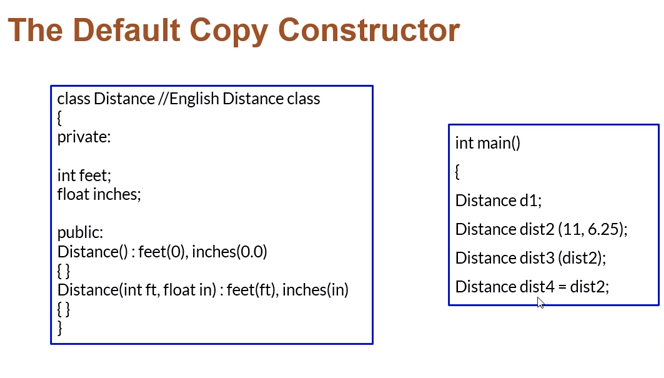 The Default Copy Constructor
class Distance //English Distance class
{
private:
int feet;
float inches;
public:
Distance() : feet(0), inches(0.0)
{ }
Distance(int ft, float in) : feet(ft), inches(in)
{ }
}
int main()
{
Distance d1;
Distance dist2 (11, 6.25);
Distance dist3 (dist2);
Distance dist4 = dist2;